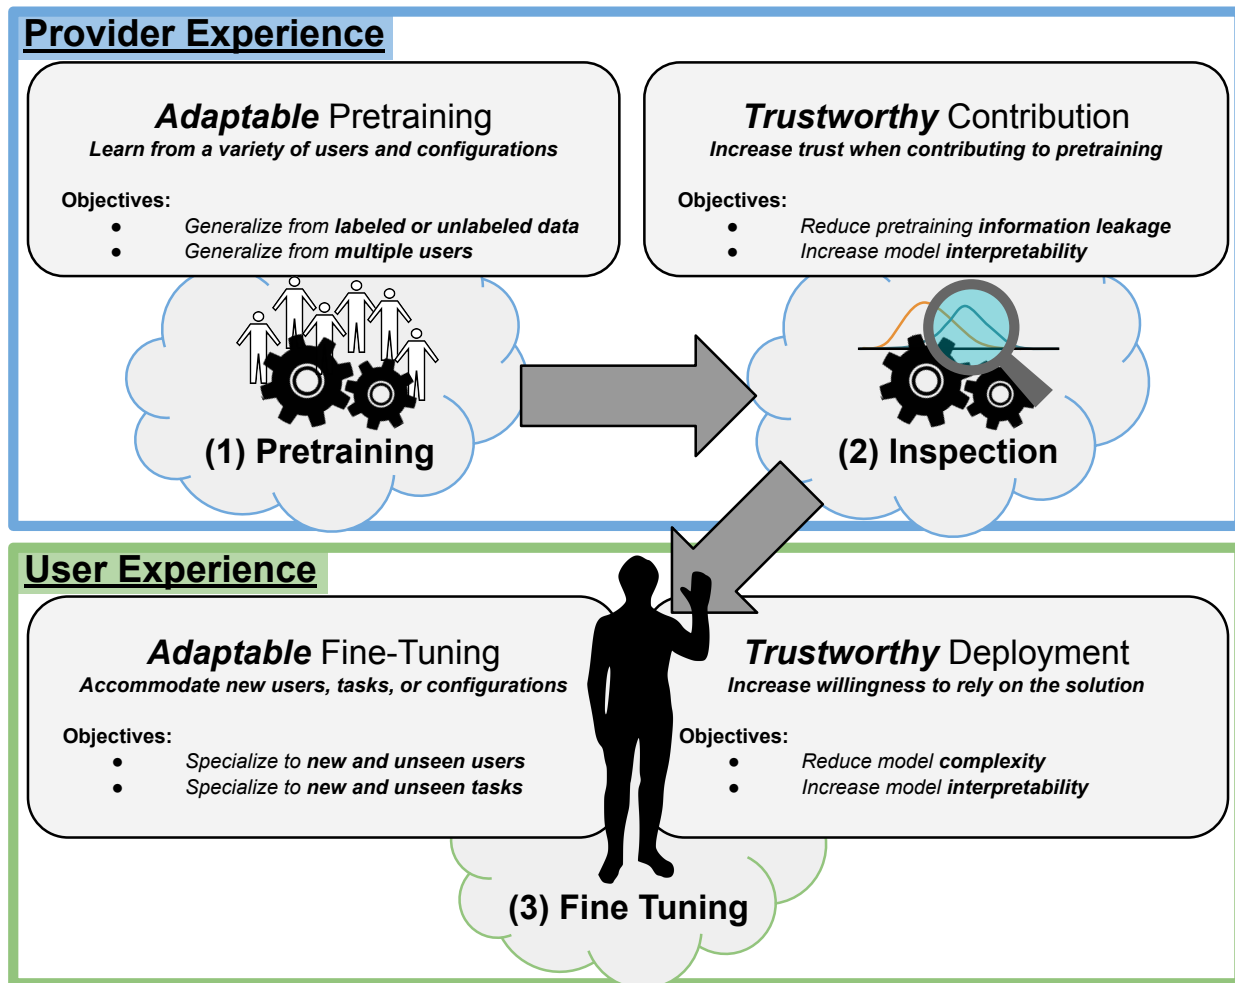 Provider Experience
Adaptable Pretraining
Learn from a variety of users and configurations
Objectives:
● Generalize from labeled or unlabeled data
● Generalize from multiple users
Trustworthy Contribution
Increase trust when contributing to pretraining
Objectives:
● Reduce pretraining information leakage
● Increase model interpretability
(1) Pretraining
(2) Inspection
User Experience
Adaptable Fine-Tuning
Accommodate new users, tasks, or configurations
Objectives:
● Specialize to new and unseen users
● Specialize to new and unseen tasks
Trustworthy Deployment
Increase willingness to rely on the solution
Objectives:
● Reduce model complexity
● Increase model interpretability
(3) Fine Tuning